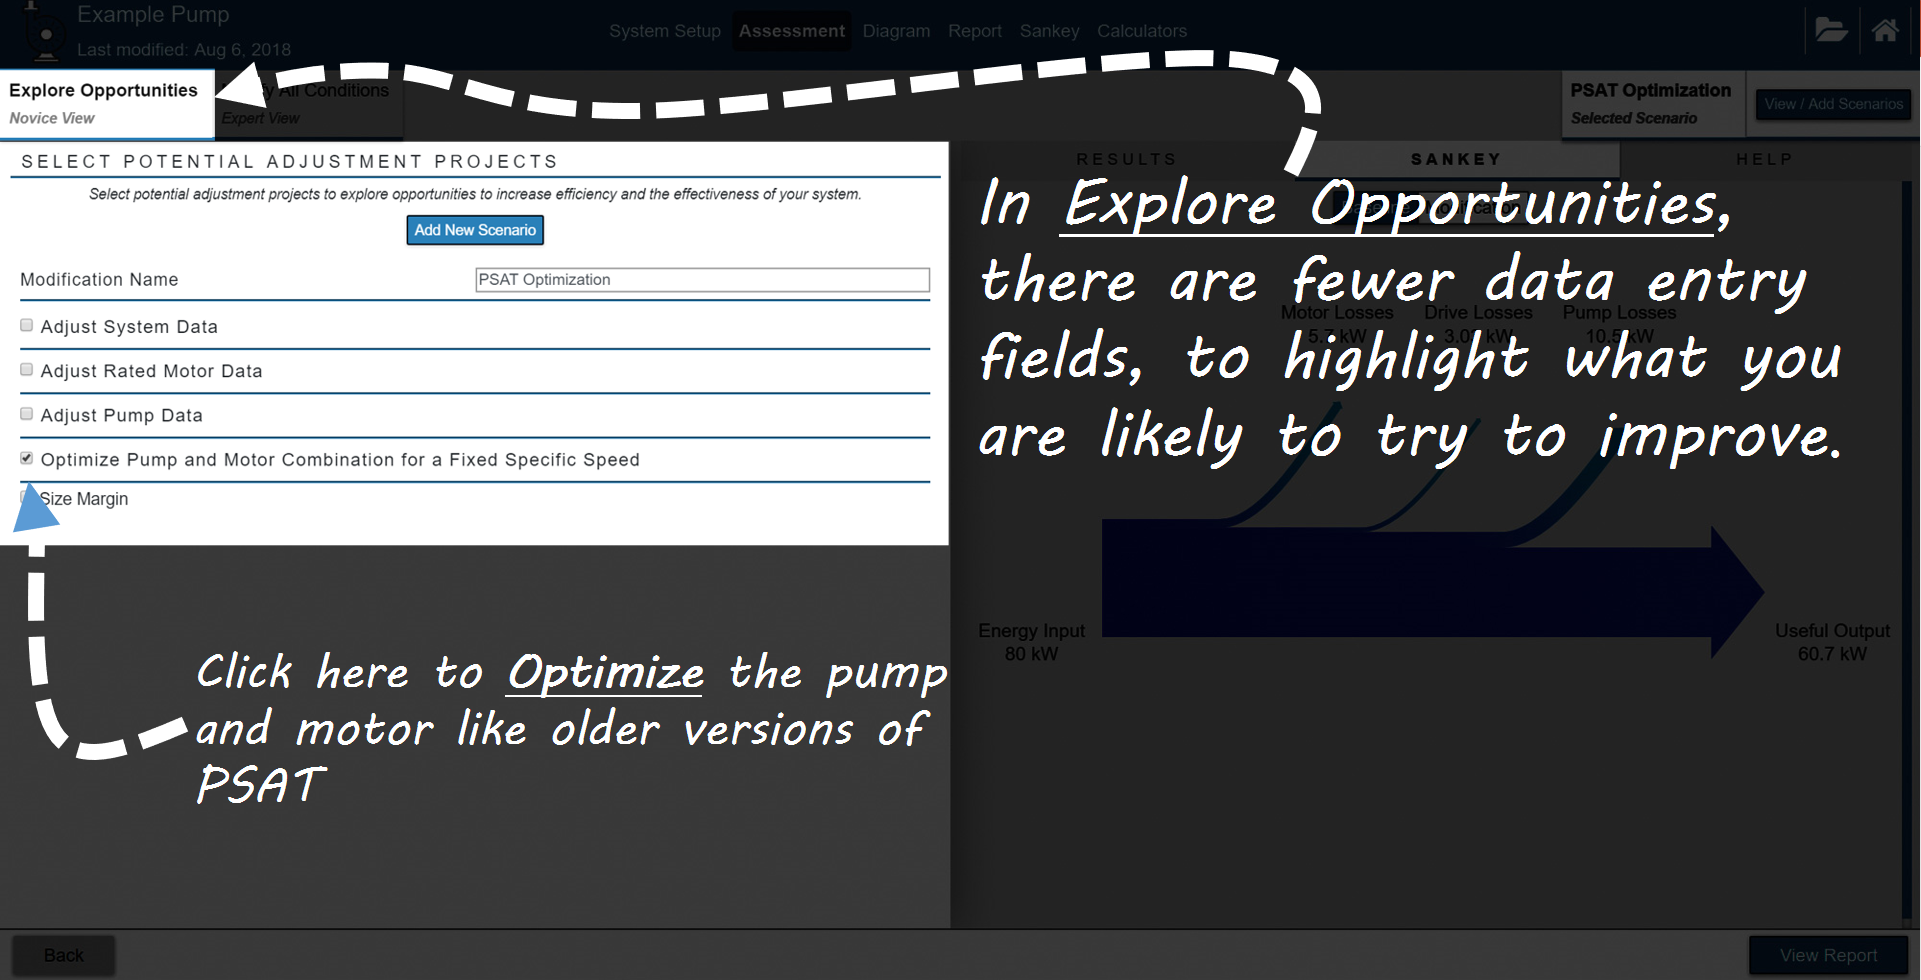 Example Pump
Last modified: Aug 6, 2018
System Setup Assessment Diagram Report Sankey Calculators
Explore Opportunities
Novice View
All Conditions
Expert View
PSAT Optimization
Selected Scenario
View / Add Scenarios
SELECT POTENTIAL ADJUSTMENT PROJECTS
Select potential adjustment projects to explore opportunities to increase efficiency and the effectiveness of your system.
Add New Scenario
Modification Name
PSAT Optimization
Adjust System Data
Adjust Rated Motor Data
Adjust Pump Data
Optimize Pump and Motor Combination for a Fixed Specific Speed
Size Margin
RESULTS SANKEY HELP
In Explore Opportunities,
there are fewer data entry
fields, to highlight what you
are likely to try to improve.
Motor Losses
5.7 kW
Drive Losses
kW
Pump Losses
10.5 kW
Energy Input
80 kW
Useful Output
60.7 kW
Click here to Optimize the pump
and motor like older versions of
PSAT
Back
View Report